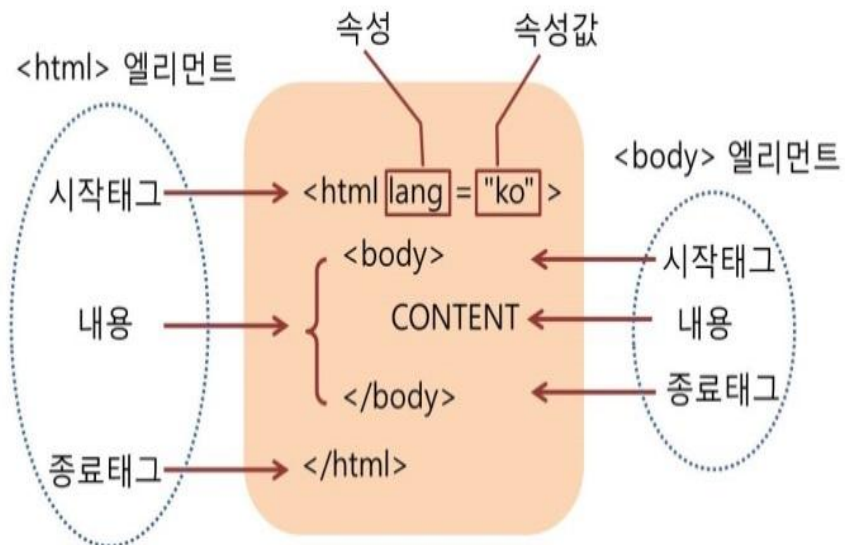 속성 속성값
<html> 엘리먼트
<body> 엘리먼트
시작태그 <html lang = "ko" >
<body> 시작태그
내용 CONTENT 내용
</body> 종료태그
종료태그 </html>